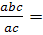 abc/ac =